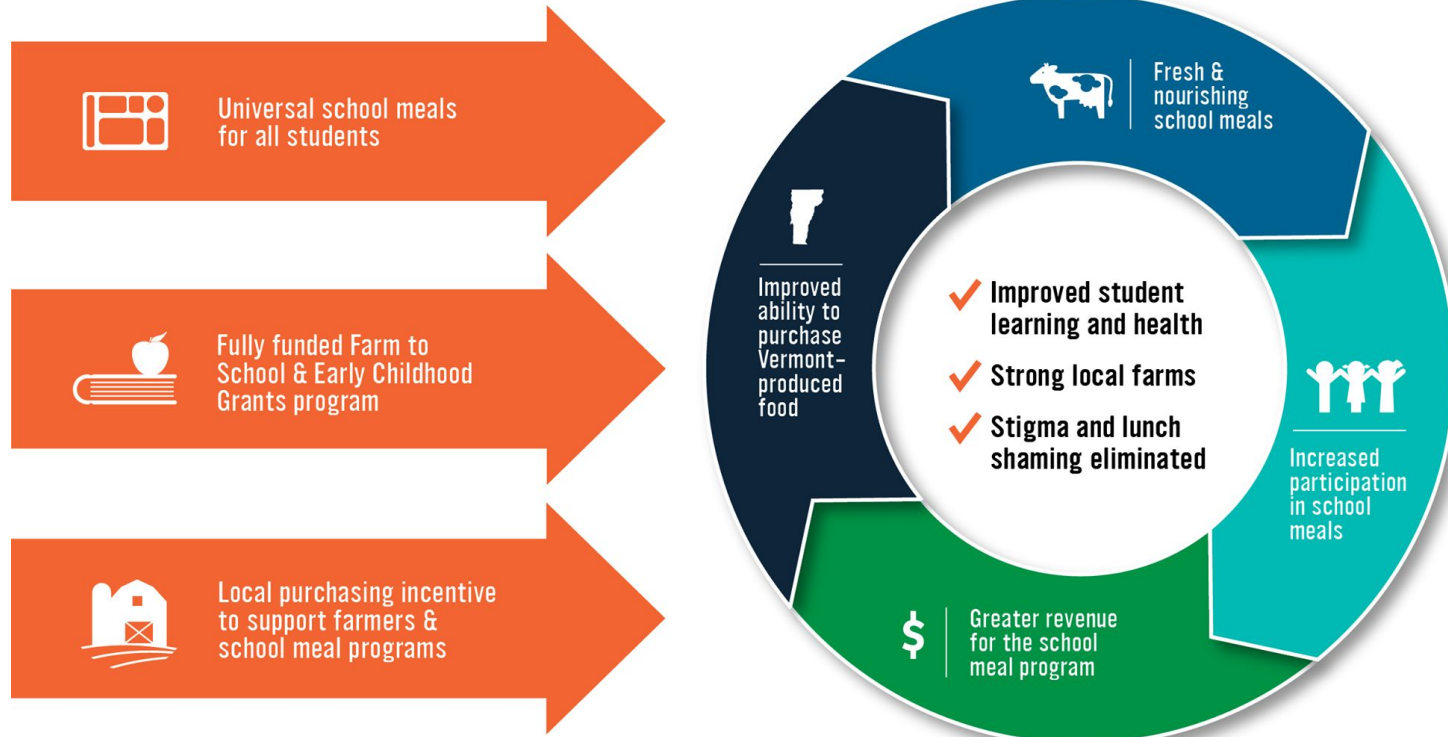 Universal school meals
for all students
Fully funded Farm to
School & Early Childhood
Grants program
Local purchasing incentive
to support farmers &
school meal programs
Fresh &
nourishing
school meals
Increased
participation
in school
meals
$
Greater revenue
for the school
meal program
Improved
ability to
purchase
Vermont–
produced
food
Improved student
learning and health
Strong local farms
Stigma and lunch
shaming eliminated